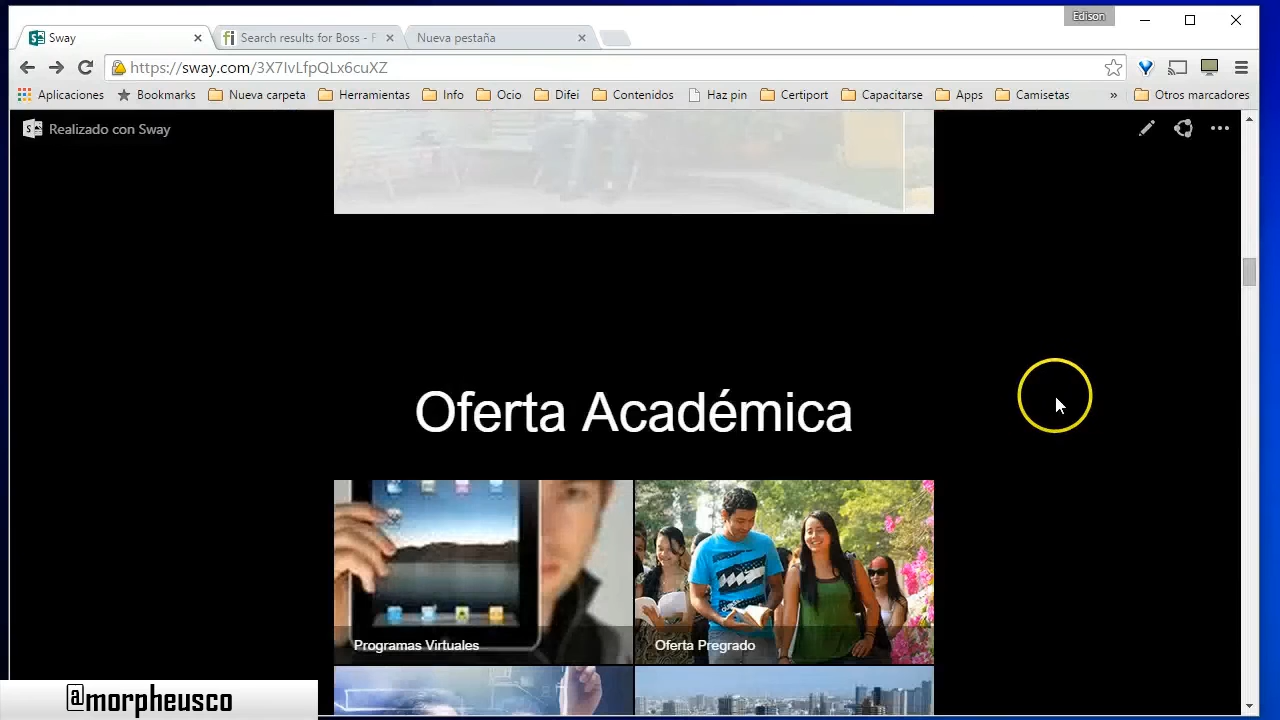 Edison
Sway
Search results for Boss - F
Nueva pestaña
https://sway.com/3X7IvLfpQLx6cuXZ
Aplicaciones
Bookmarks
Nueva carpeta
Herramientas
Info
Ocio
Difei
Contenidos
Haz pin
Certiport
Capacitarse
Apps
Camisetas
»
Otros marcadores
Realizado con Sway
Oferta Académica
Programas Virtuales
Oferta Pregrado
@morpheusco